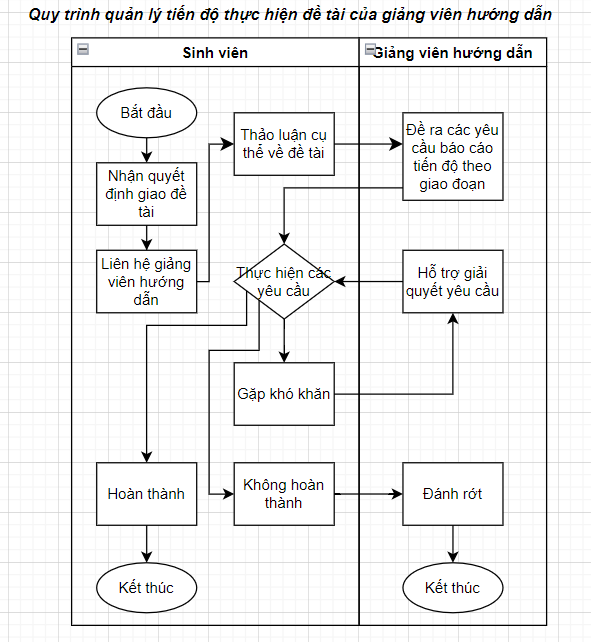 Quy trình quản lý tiến độ thực hiện đề tài của giảng viên hướng dẫn
Sinh viên
Giảng viên hướng dẫn
Bắt đầu
Thảo luận cụ
thể về đề tài
Đề ra các yêu
cầu báo cáo
tiến độ theo
giao đoạn
Nhận quyết
định giao đề
tài
Liên hệ giảng
viên hướng
dẫn
Thực hiện các
yêu cầu
Hỗ trợ giải
quyết yêu cầu
Gặp khó khăn
Hoàn thành
Không hoàn
thành
Đánh rớt
Kết thúc
Kết thúc